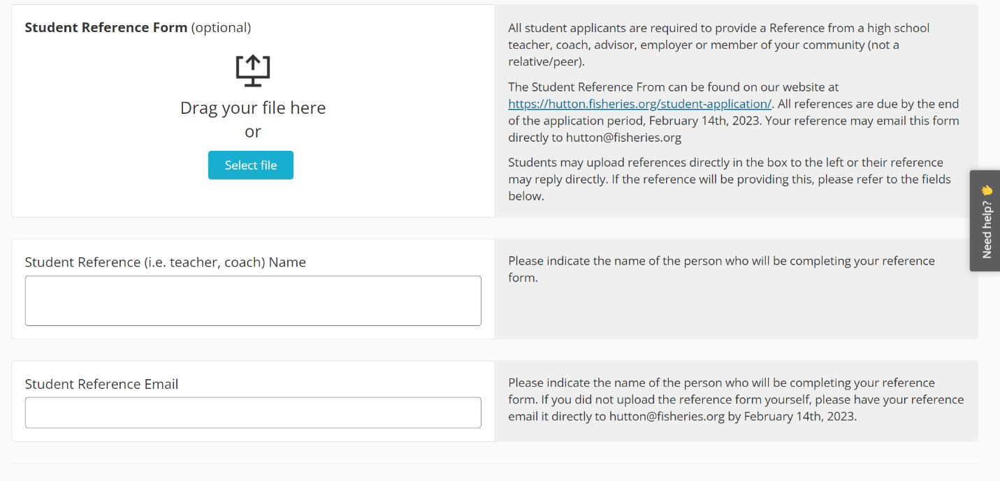 Student Reference Form (optional)
Drag your file here
or
Select file
All student applicants are required to provide a Reference from a high school
teacher, coach, advisor, employer or member of your community (not a
relative/peer).
The Student Reference From can be found on our website at
https://hutton.fisheries.org/student-application/. All references are due by the end
of the application period, February 14th, 2023. Your reference may email this form
directly to hutton@fisheries.org
Students may upload references directly in the box to the left or their reference
may reply directly. If the reference will be providing this, please refer to the fields
below.
Need help? 👋
Student Reference (i.e. teacher, coach) Name
Please indicate the name of the person who will be completing your reference
form.
Student Reference Email
Please indicate the name of the person who will be completing your reference
form. If you did not upload the reference form yourself, please have your reference
email it directly to hutton@fisheries.org by February 14th, 2023.